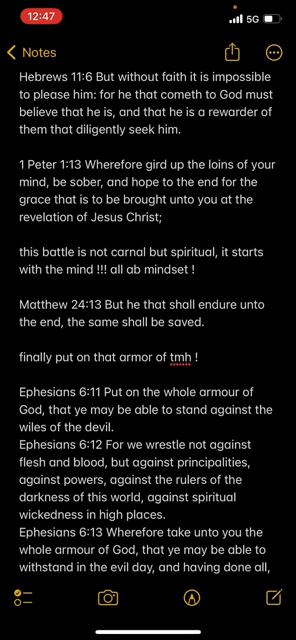 12:47
5G
Notes
Hebrews 11:6 But without faith it is impossible
to please him: for he that cometh to God must
believe that he is, and that he is a rewarder of
them that diligently seek him.
1 Peter 1:13 Wherefore gird up the loins of your
mind, be sober, and hope to the end for the
grace that is to be brought unto you at the
revelation of Jesus Christ;
this battle is not carnal but spiritual, it starts
with the mind !!! all ab mindset !
Matthew 24:13 But he that shall endure unto
the end, the same shall be saved.
finally put on that armor of tmh !
Ephesians 6:11 Put on the whole armour of
God, that ye may be able to stand against the
wiles of the devil.
Ephesians 6:12 For we wrestle not against
flesh and blood, but against principalities,
against powers, against the rulers of the
darkness of this world, against spiritual
wickedness in high places.
Ephesians 6:13 Wherefore take unto you the
whole armour of God, that ye may be able to
withstand in the evil day, and having done all,